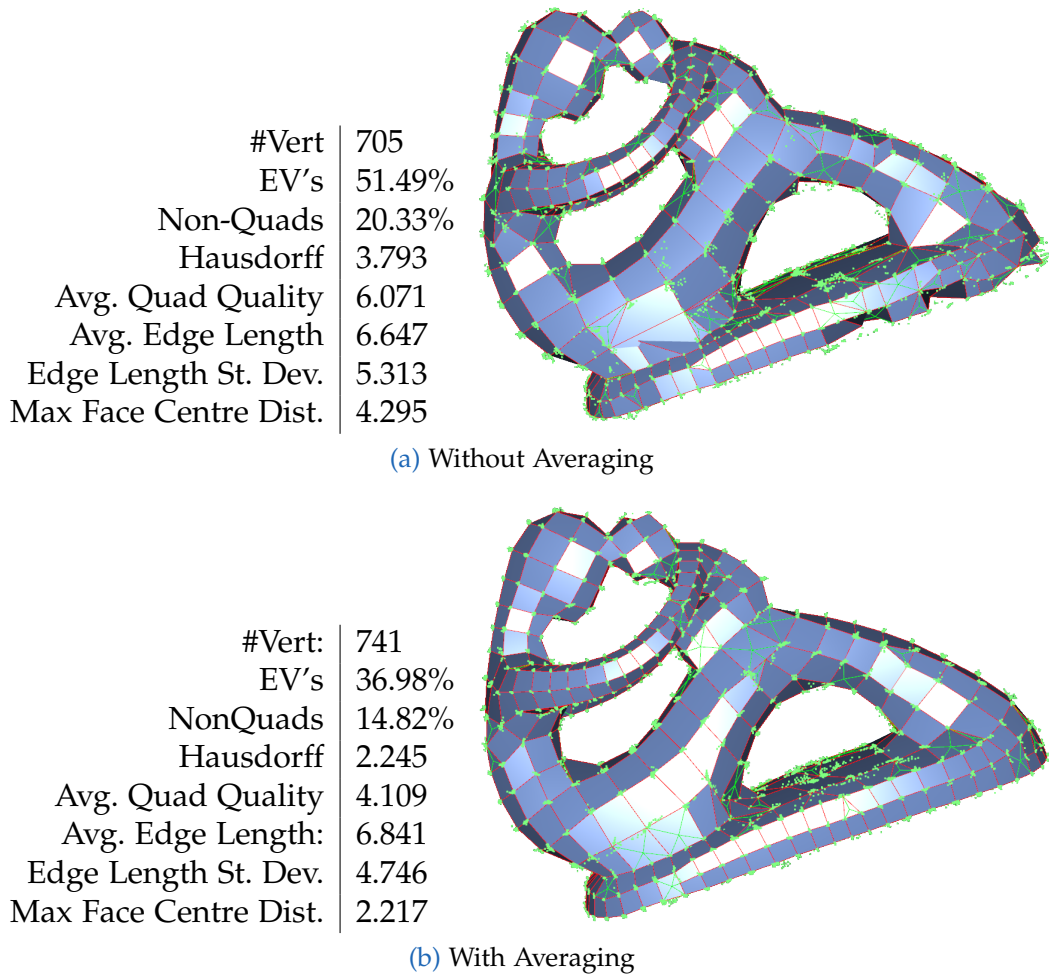 #Vert 705
EV's 51.49%
Non-Quads 20.33%
Hausdorff 3.793
Avg. Quad Quality 6.071
Avg. Edge Length 6.647
Edge Length St. Dev. 5.313
Max Face Centre Dist. 4.295
(a) Without Averaging
#Vert: 741
EV's 36.98%
NonQuads 14.82%
Hausdorff 2.245
Avg. Quad Quality 4.109
Avg. Edge Length: 6.841
Edge Length St. Dev. 4.746
Max Face Centre Dist. 2.217
(b) With Averaging